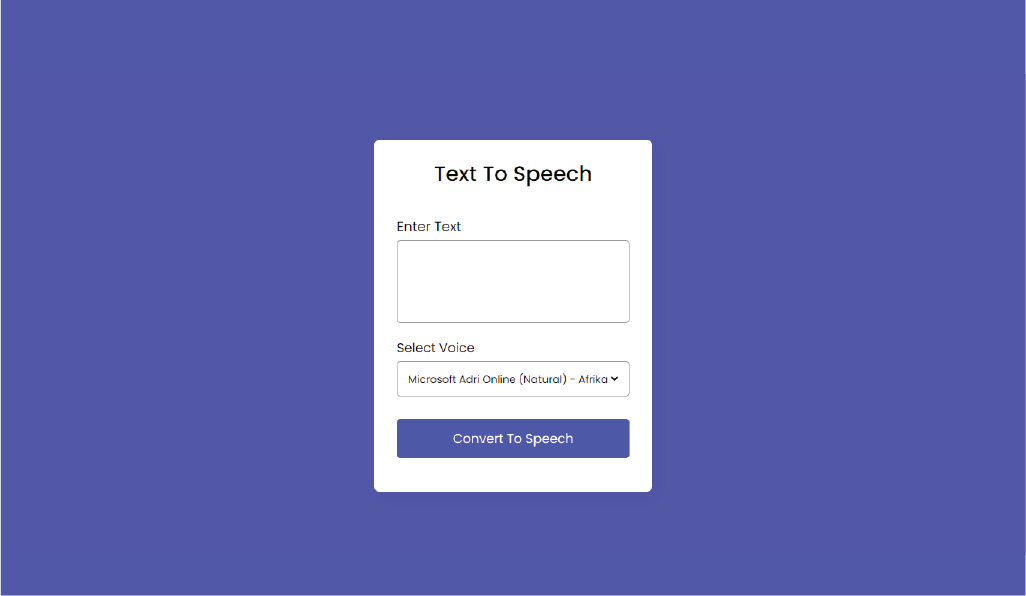 Text To Speech
Enter Text
Select Voice
Microsoft Adri Online (Natural) - Afrika
Convert To Speech